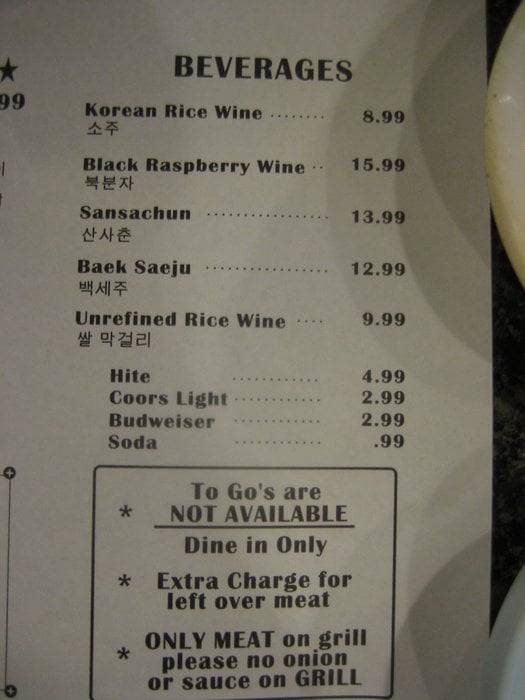 BEVERAGES
99
Korean Rice Wine ........ 8.99
소주
Black Raspberry Wine .. 15.99
북분자
Sansachun ................. 13.99
산사춘
Baek Saeju ................. 12.99
백세주
Unrefined Rice Wine .... 9.99
쌀 막걸리
Hite ............ 4.99
Coors Light ............ 2.99
Budweiser ............ 2.99
Soda ............ .99
To Go's are
* NOT AVAILABLE
Dine in Only
* Extra Charge for
left over meat
* ONLY MEAT on grill
please no onion
or sauce on GRILL